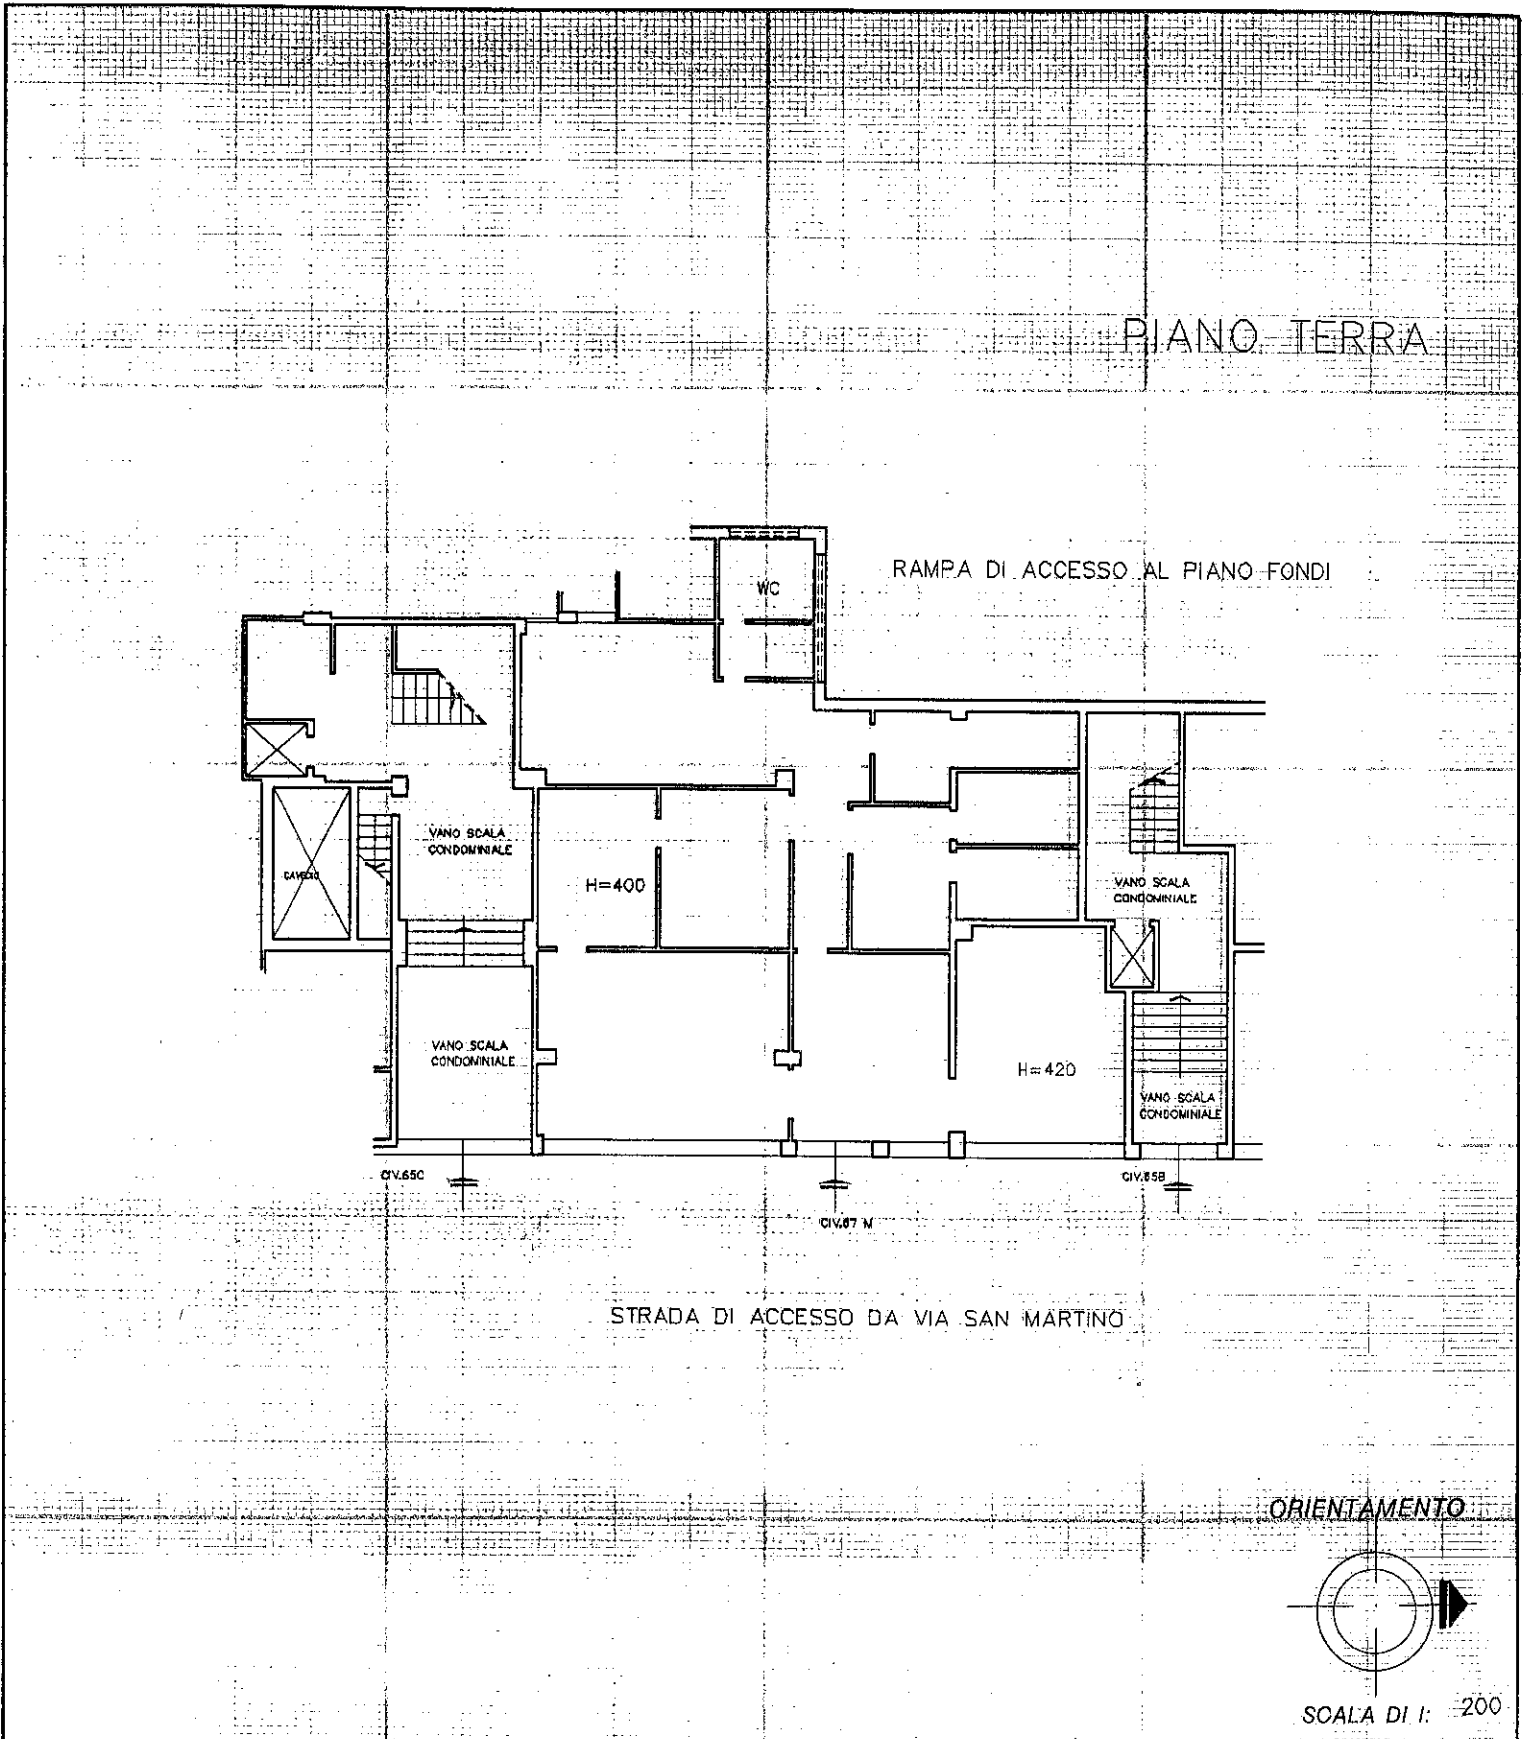 PIANO TERRA
RAMPA DI ACCESSO AL PIANO FONDI
WC
VANO SCALA
CONDOMINIALE
CAVEDIO
H=400
VANO SCALA
CONDOMINIALE
VANO SCALA
CONDOMINIALE
H=420
VANO SCALA
CONDOMINIALE
CIV.65C
CIV.65B
CIV.67 M
STRADA DI ACCESSO DA VIA SAN MARTINO
ORIENTAMENTO
SCALA DI I: 200